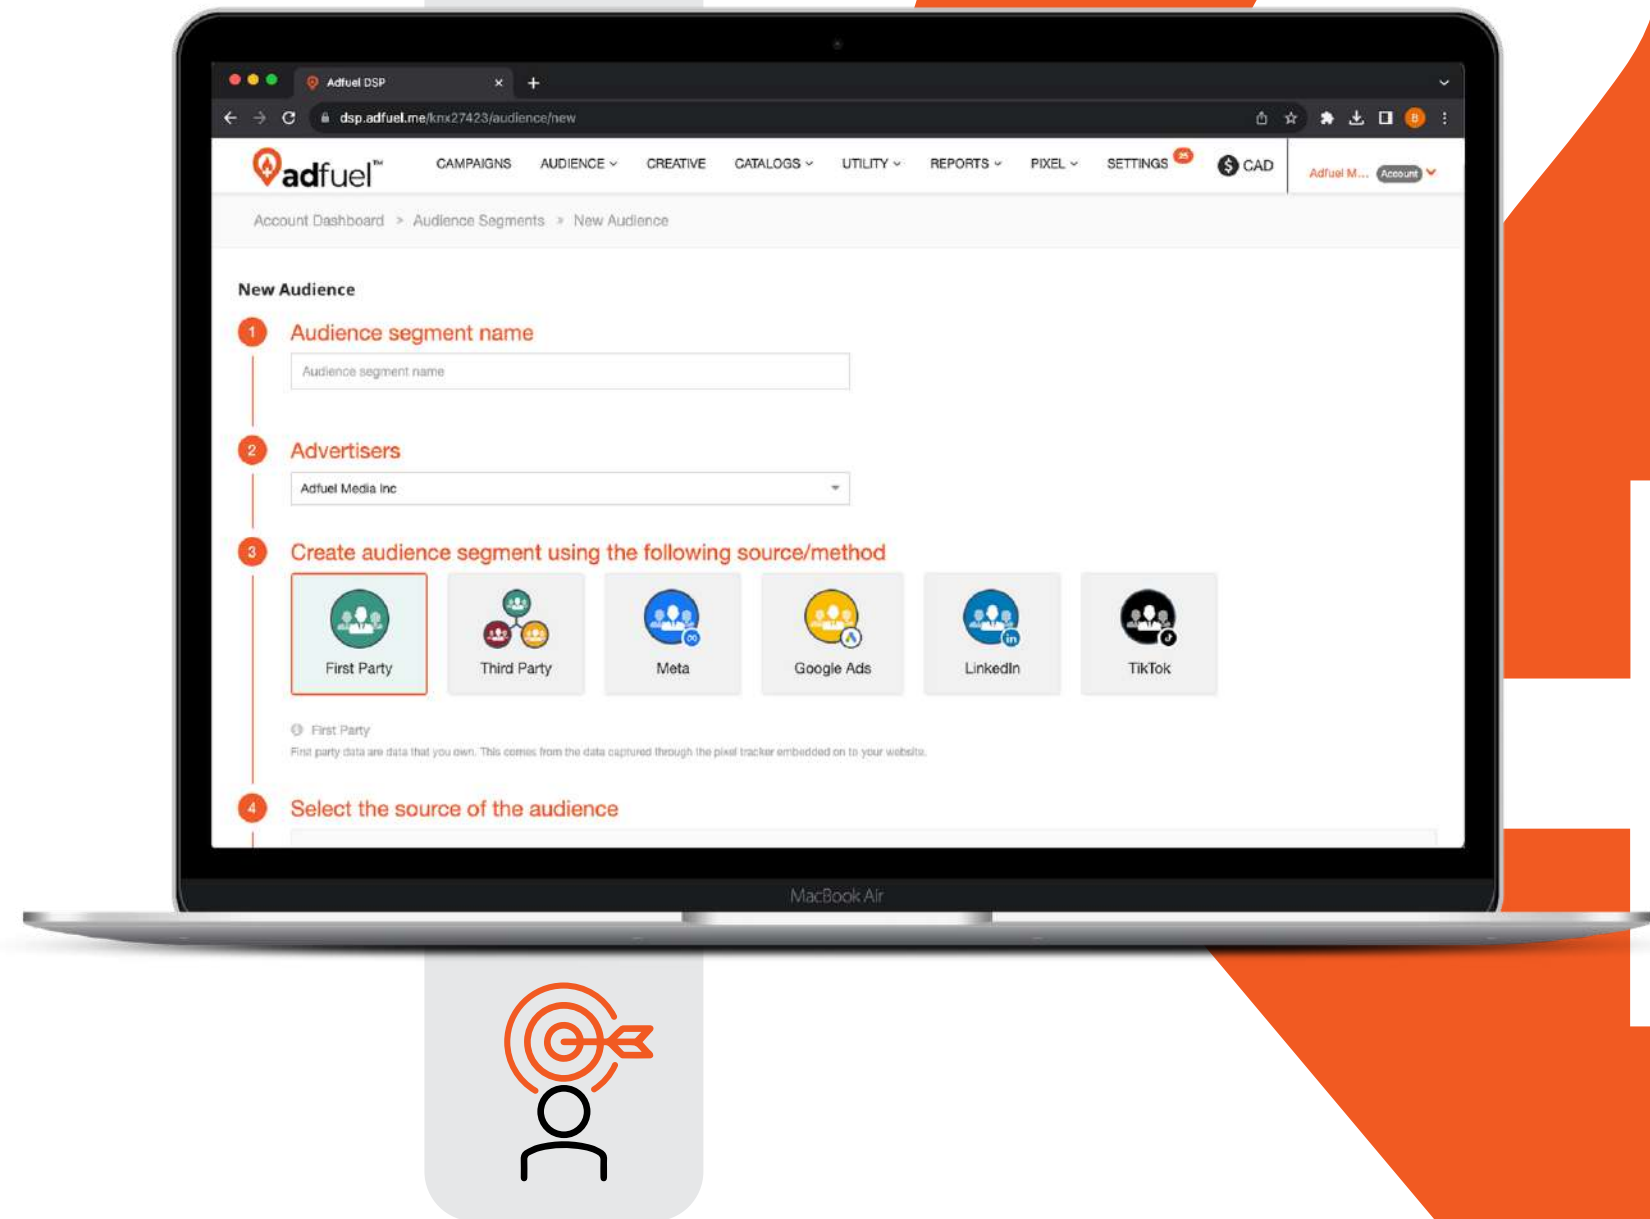 Adfuel DSP
dsp.adfuel.me/knx27423/audience/new
B
adfuel™
CAMPAIGNS AUDIENCE CREATIVE CATALOGS UTILITY REPORTS PIXEL SETTINGS 25 $ CAD Adfuel M... Account
Account Dashboard > Audience Segments > New Audience
New Audience
1 Audience segment name
Audience segment name
2 Advertisers
Adfuel Media Inc
3 Create audience segment using the following source/method
First Party Third Party Meta Google Ads LinkedIn TikTok
in
First Party
First party data are data that you own. This comes from the data captured through the pixel tracker embedded on to your website.
4 Select the source of the audience
MacBook Air